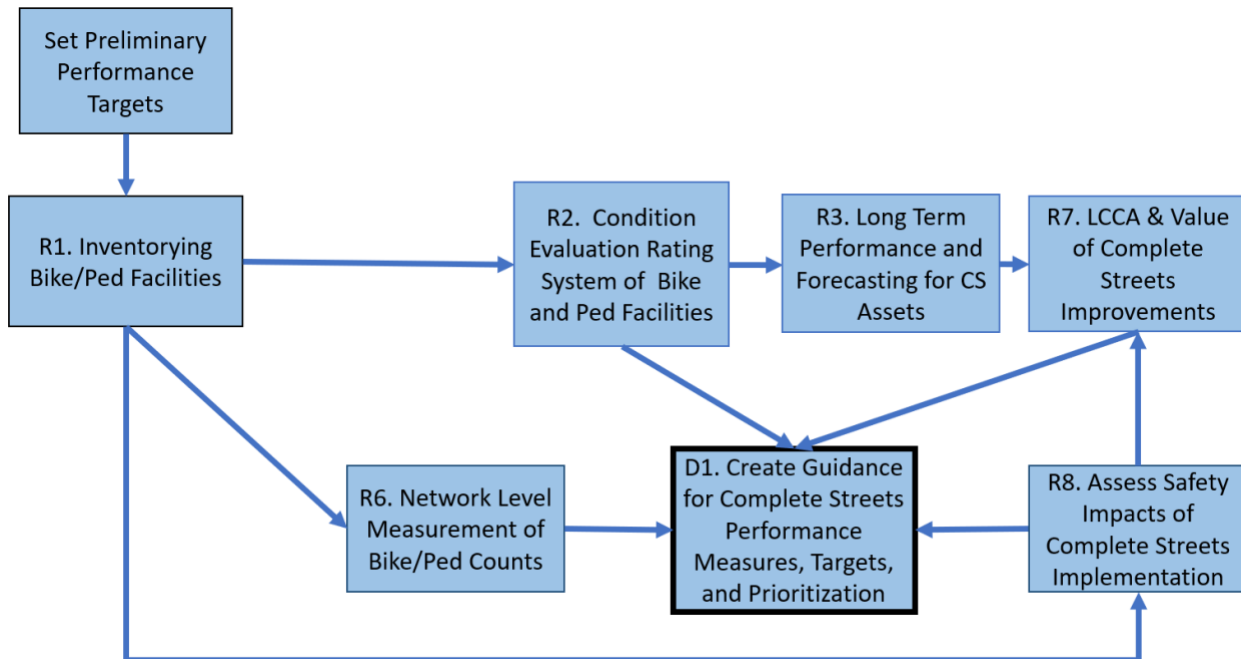 Set Preliminary
Performance
Targets
R1. Inventorying
Bike/Ped Facilities
R2. Condition
Evaluation Rating
System of Bike
and Ped Facilities
R3. Long Term
Performance and
Forecasting for CS
Assets
R7. LCCA & Value
of Complete
Streets
Improvements
R6. Network Level
Measurement of
Bike/Ped Counts
D1. Create Guidance
for Complete Streets
Performance
Measures, Targets,
and Prioritization
R8. Assess Safety
Impacts of
Complete Streets
Implementation